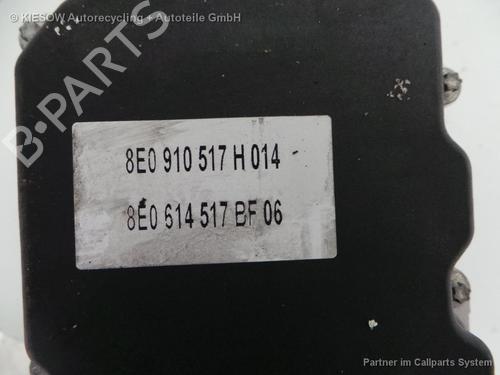 © KIESOW Autorecycling + Autoteile GmbH
B-PARTS
8E0 910 517 H 014
8E0 614 517 BF 06
Partner im Callparts System